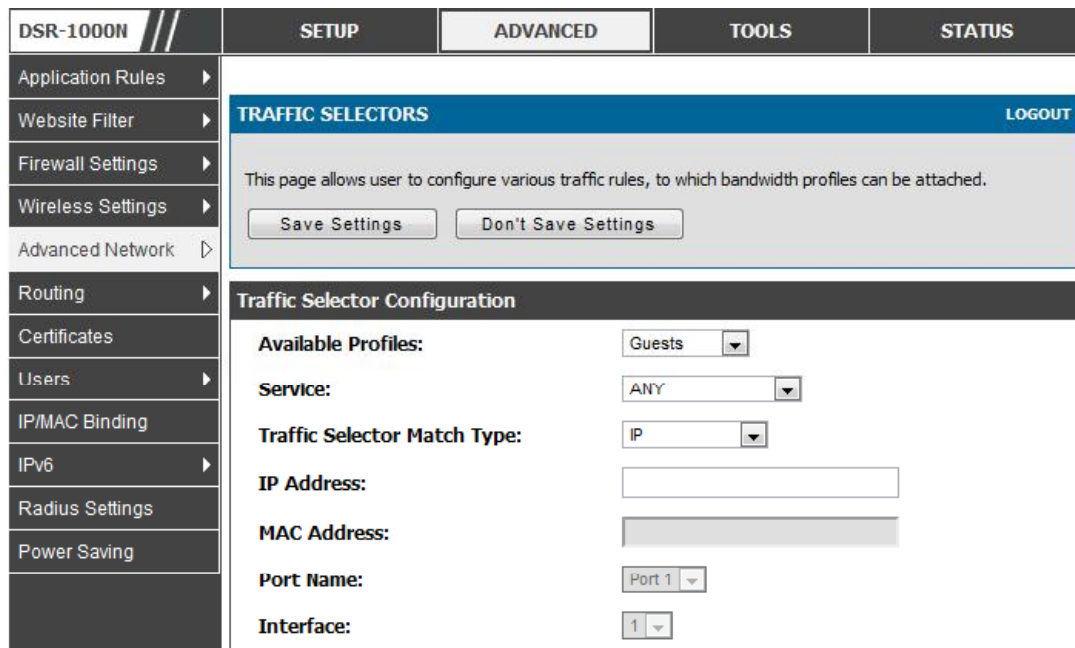 DSR-1000N SETUP ADVANCED TOOLS STATUS
Application Rules
Website Filter
Firewall Settings
Wireless Settings
Advanced Network
Routing
Certificates
Users
IP/MAC Binding
IPv6
Radius Settings
Power Saving
TRAFFIC SELECTORS LOGOUT
This page allows user to configure various traffic rules, to which bandwidth profiles can be attached.
Save Settings Don't Save Settings
Traffic Selector Configuration
Available Profiles: Guests
Service: ANY
Traffic Selector Match Type: IP
IP Address:
MAC Address:
Port Name: Port 1
Interface: 1